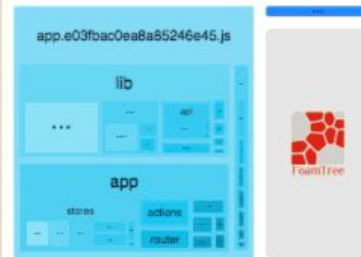 app.e03fbac0ea8a85246e45.js
...
lib
...
...
api
...
app
stores
actions
...
router
FoamTree